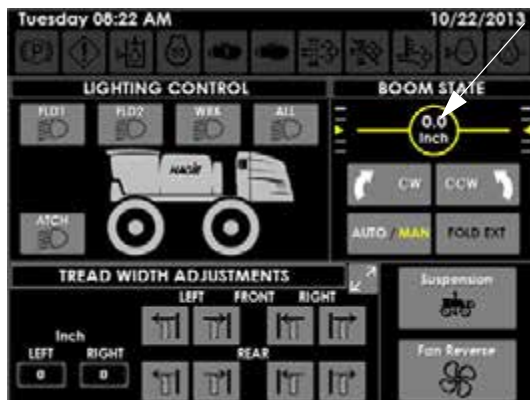 Tuesday 08:22 AM
10/22/2013
(P)
LIGHTING CONTROL
FLD1
FLD2
WRK
ALL
HAGIE
ATCH
BOOM STATE
0.0
Inch
CW
CCW
AUTO / MAN
FOLD EXT
TREAD WIDTH ADJUSTMENTS
LEFT FRONT RIGHT
Inch
LEFT RIGHT
0 0
REAR
Suspension
Fan Reverse